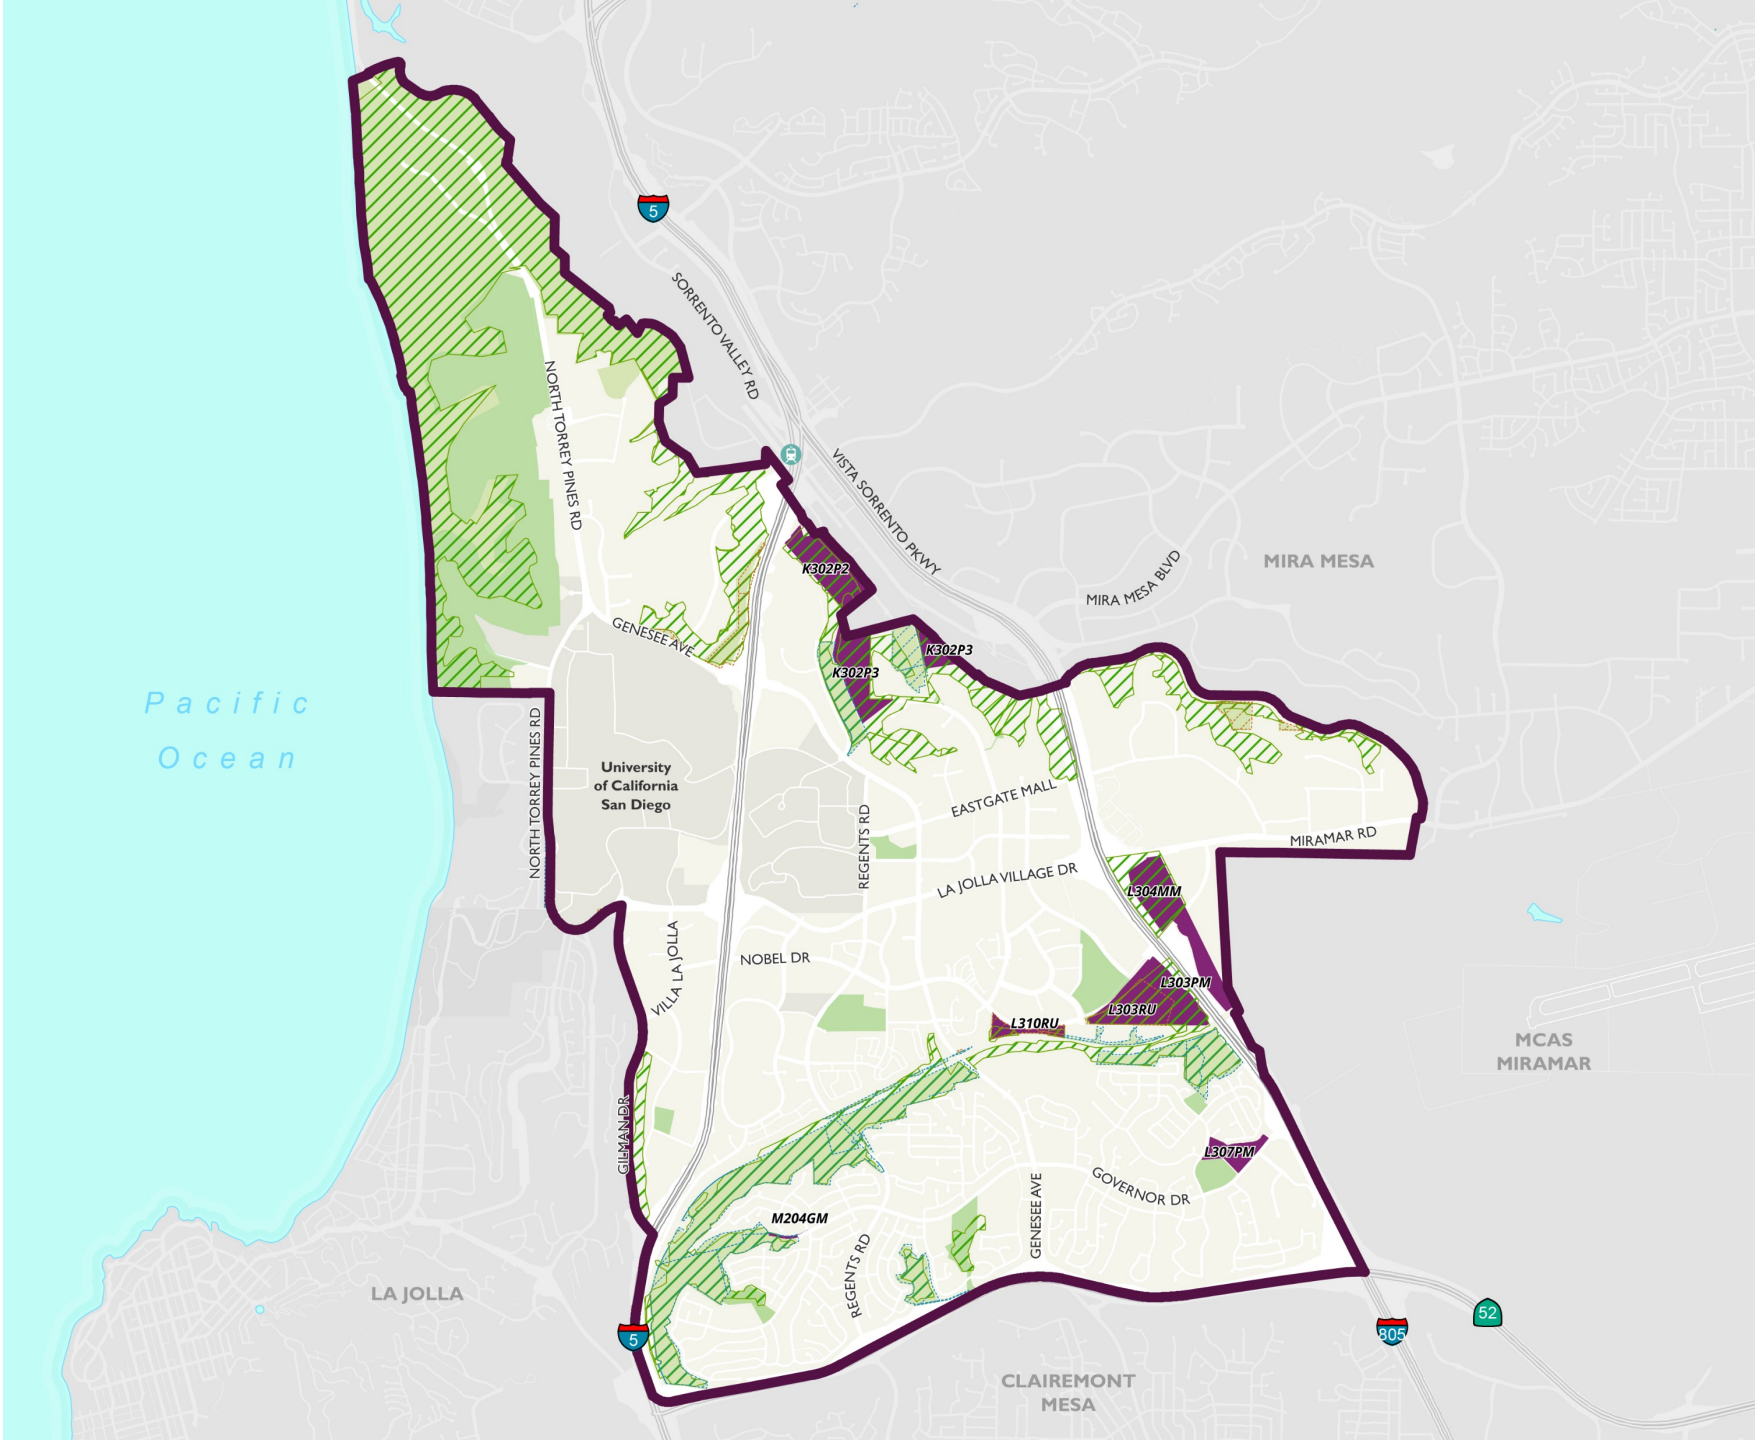 5
SORRENTO VALLEY RD
NORTH TORREY PINES RD
VISTA SORRENTO PKWY
MIRA MESA
K302P2
MIRA MESA BLVD
GENESEE AVE
K302P3
K302P3
Pacific
Ocean
NORTH TORREY PINES RD
University
of California
San Diego
EASTGATE MALL
REGENTS RD
MIRAMAR RD
LA JOLLA VILLAGE DR
L304MM
VILLA LA JOLLA
NOBEL DR
L303PM
L303RU
L310RU
MCAS
MIRAMAR
GILMAN DR
L307PM
GOVERNOR DR
GENESEE AVE
M204GM
REGENTS RD
LA JOLLA
52
5
805
CLAIREMONT
MESA